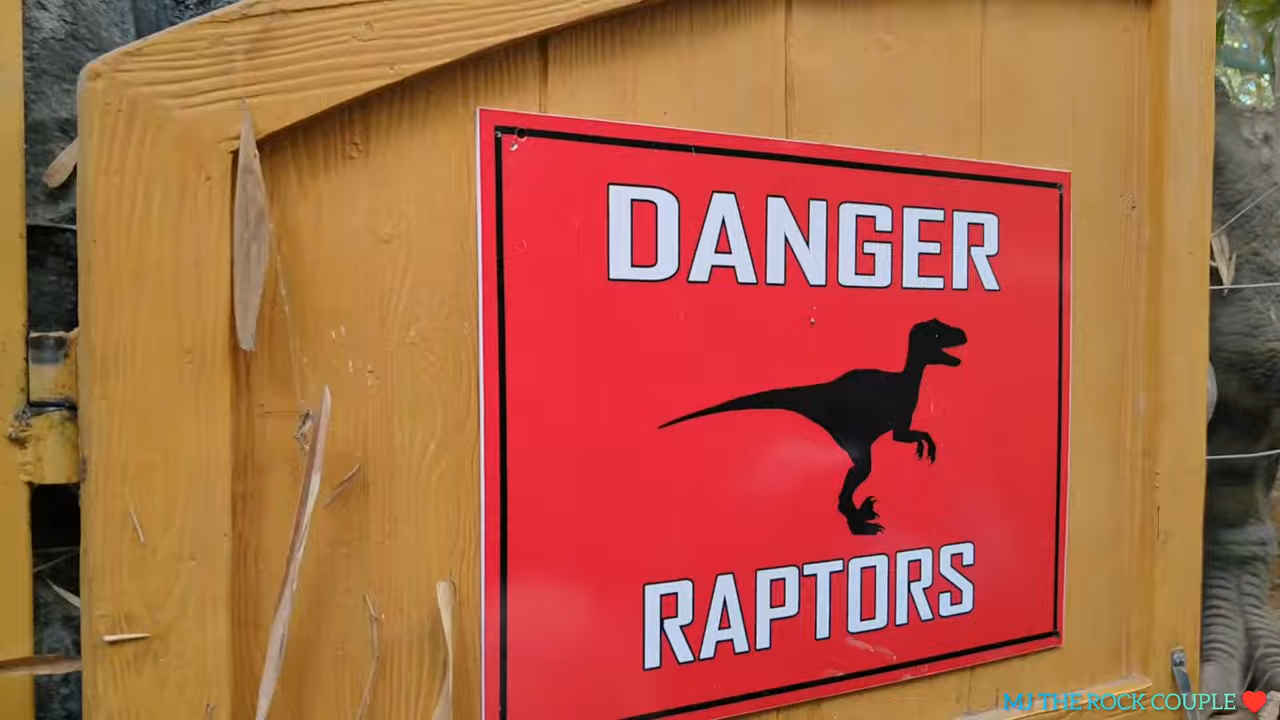 DANGER
RAPTORS
MJ THE ROCK COUPLE ❤️